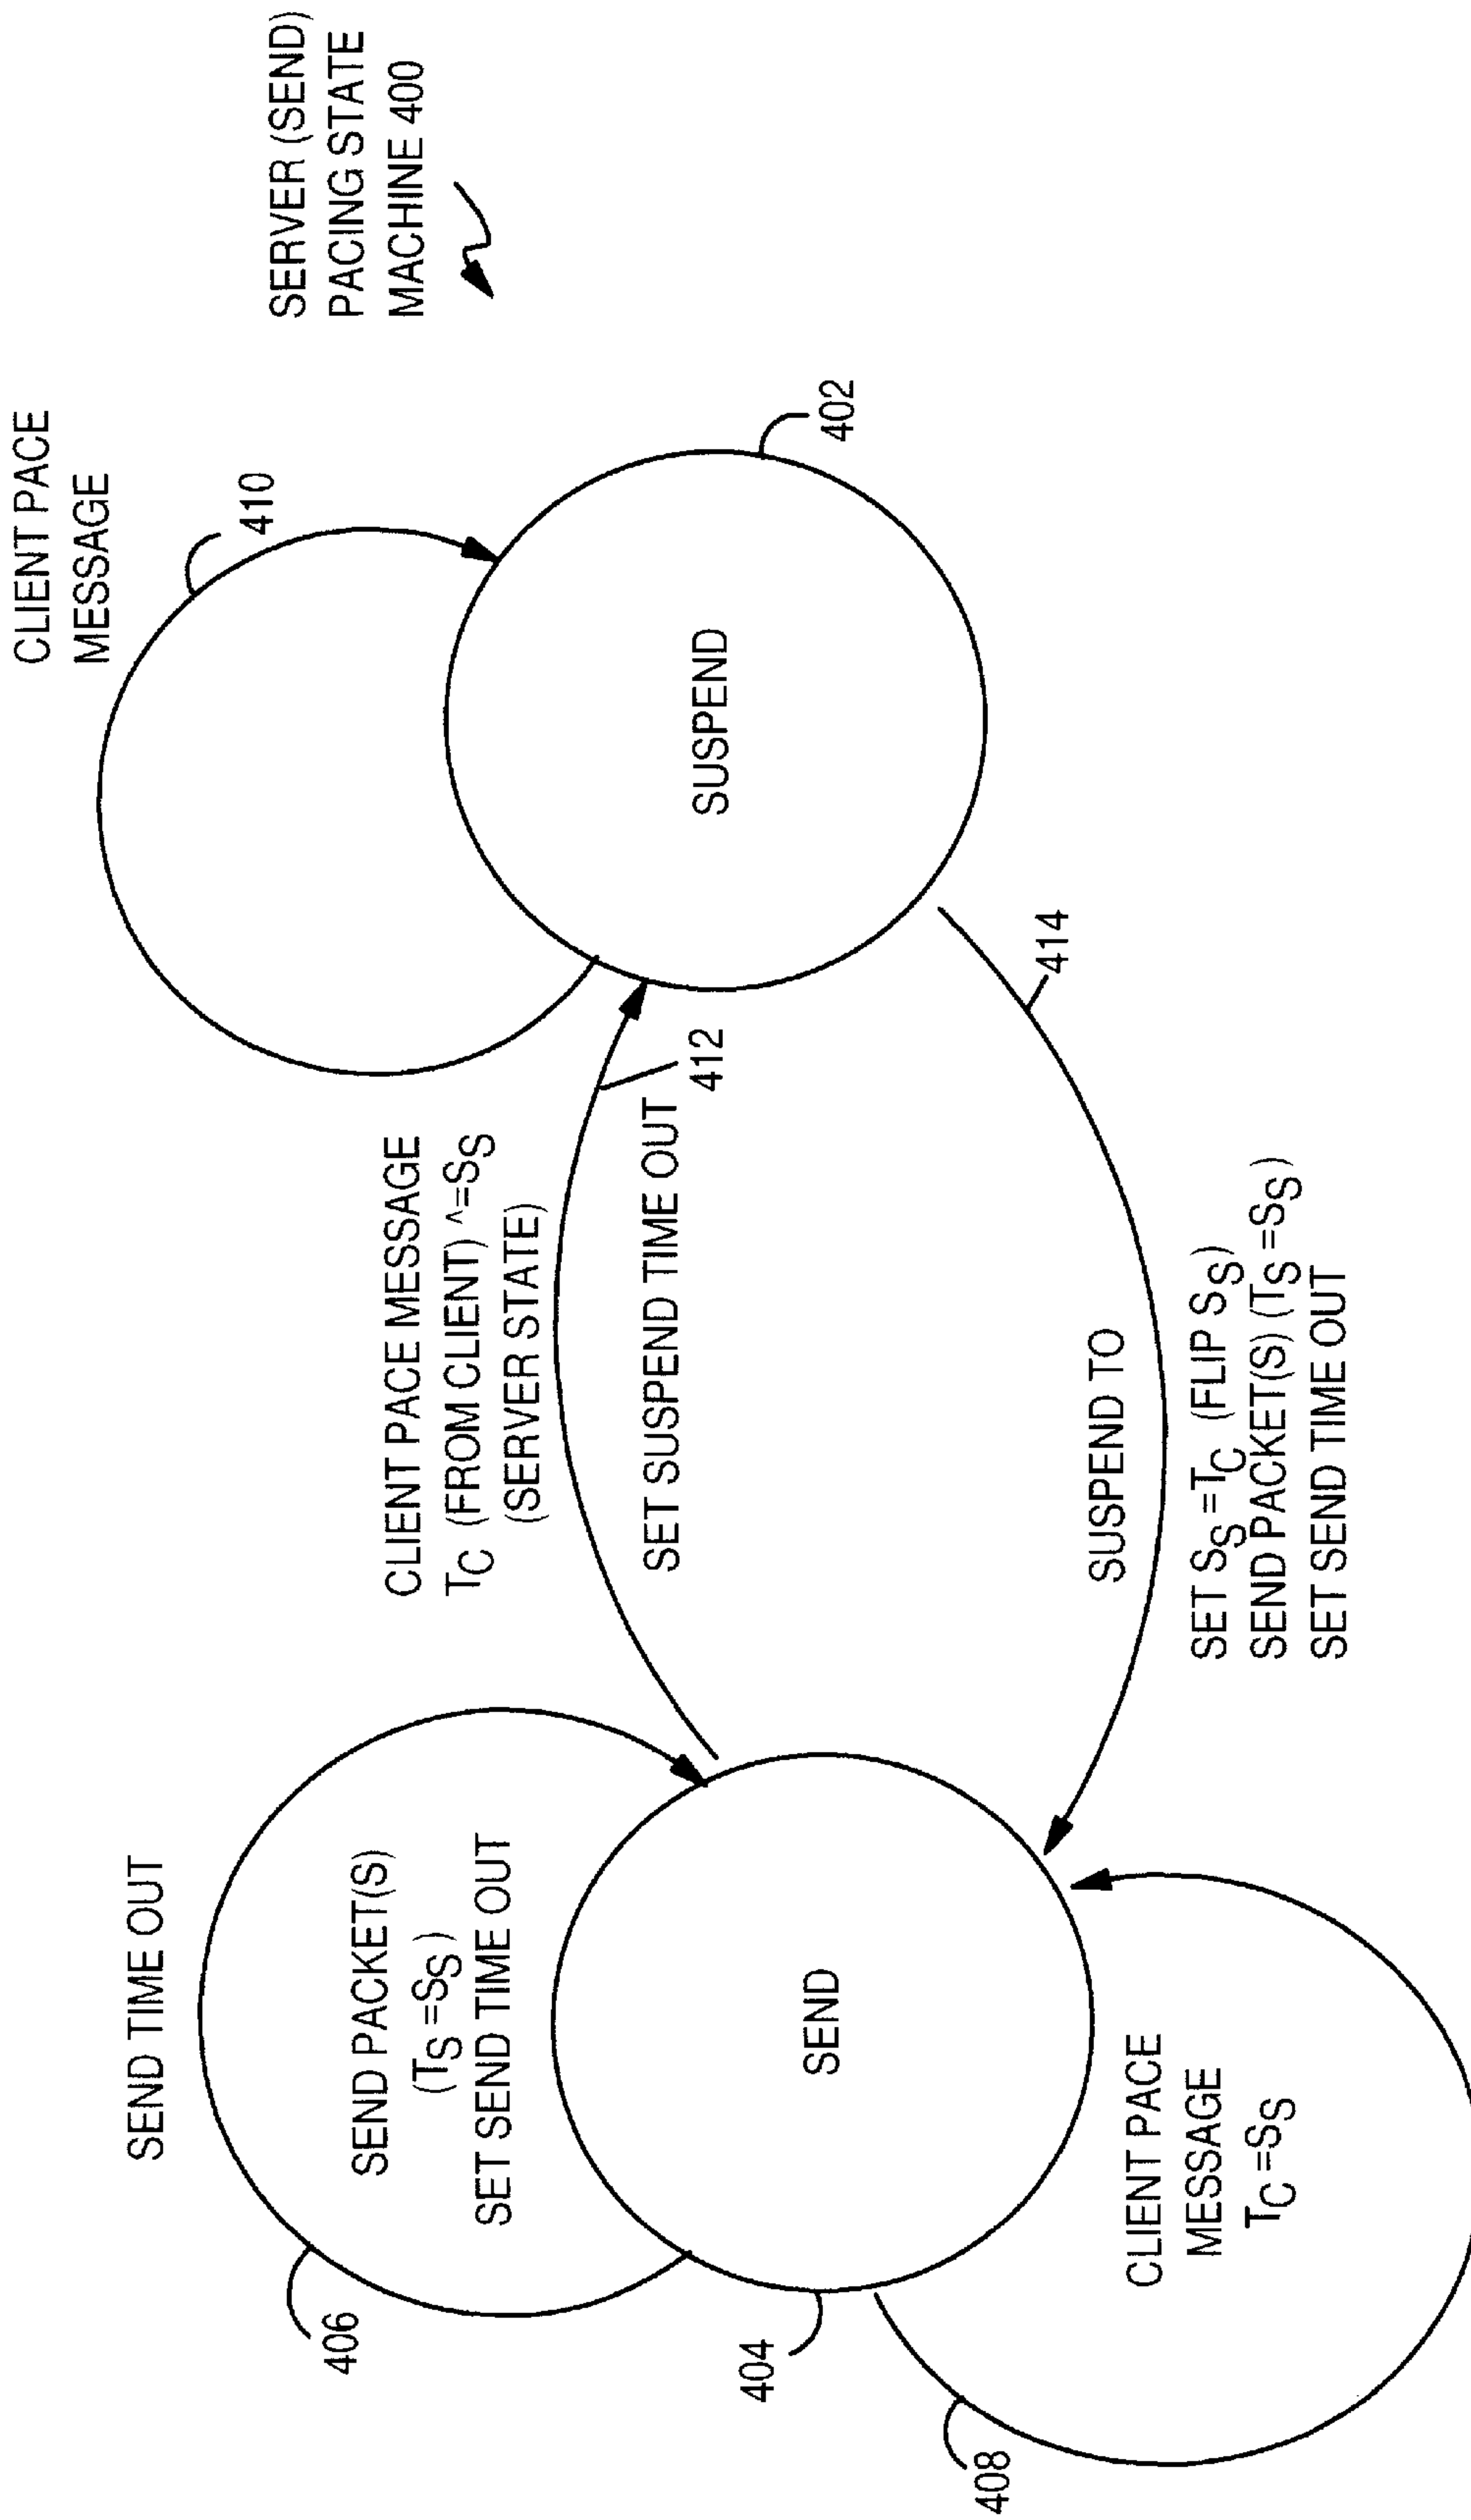 SERVER (SEND)
PACING STATE
MACHINE 400
CLIENT PACE
MESSAGE
410
SUSPEND
402
CLIENT PACE MESSAGE
TC (FROM CLIENT) ^=SS
(SERVER STATE)
412
SET SUSPEND TIME OUT
414
SUSPEND TO
SET SS=TC (FLIP SS)
SEND PACKET(S) (TS=SS)
SET SEND TIME OUT
SEND TIME OUT
SEND PACKET(S)
(TS=SS)
SET SEND TIME OUT
406
SEND
404
CLIENT PACE
MESSAGE
TC=SS
408